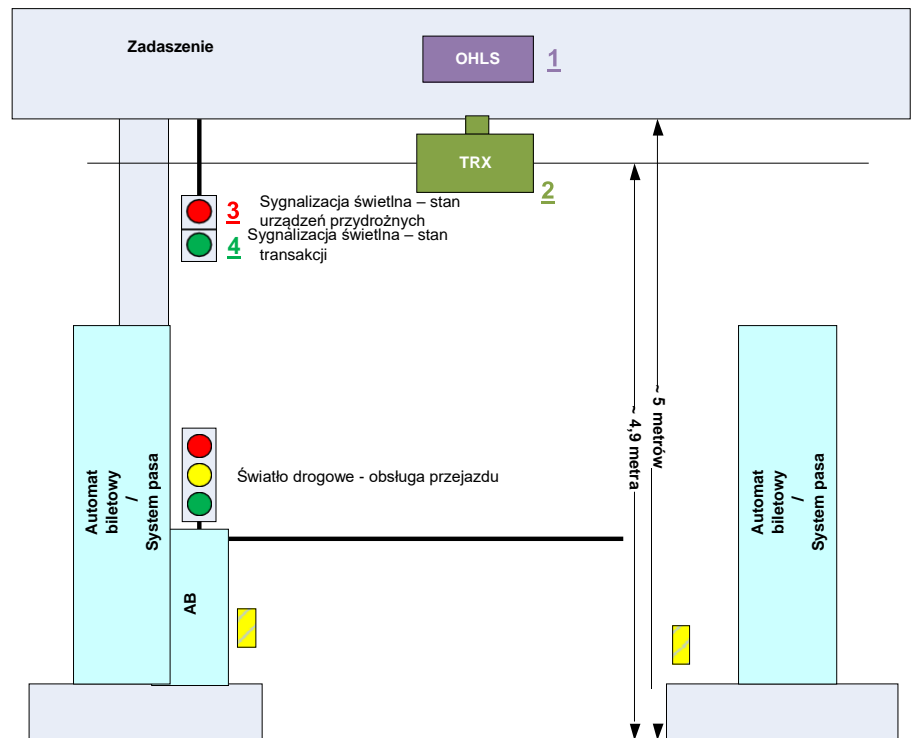 Zadaszenie
OHLS
1
TRX
2
3
Sygnalizacja świetlna – stan
urządzeń przydrożnych
4
Sygnalizacja świetlna – stan
transakcji
Automat
biletowy
/
System pasa
Światło drogowe - obsługa przejazdu
AB
~ 4,9 metra
~ 5 metrów
Automat
biletowy
/
System pasa